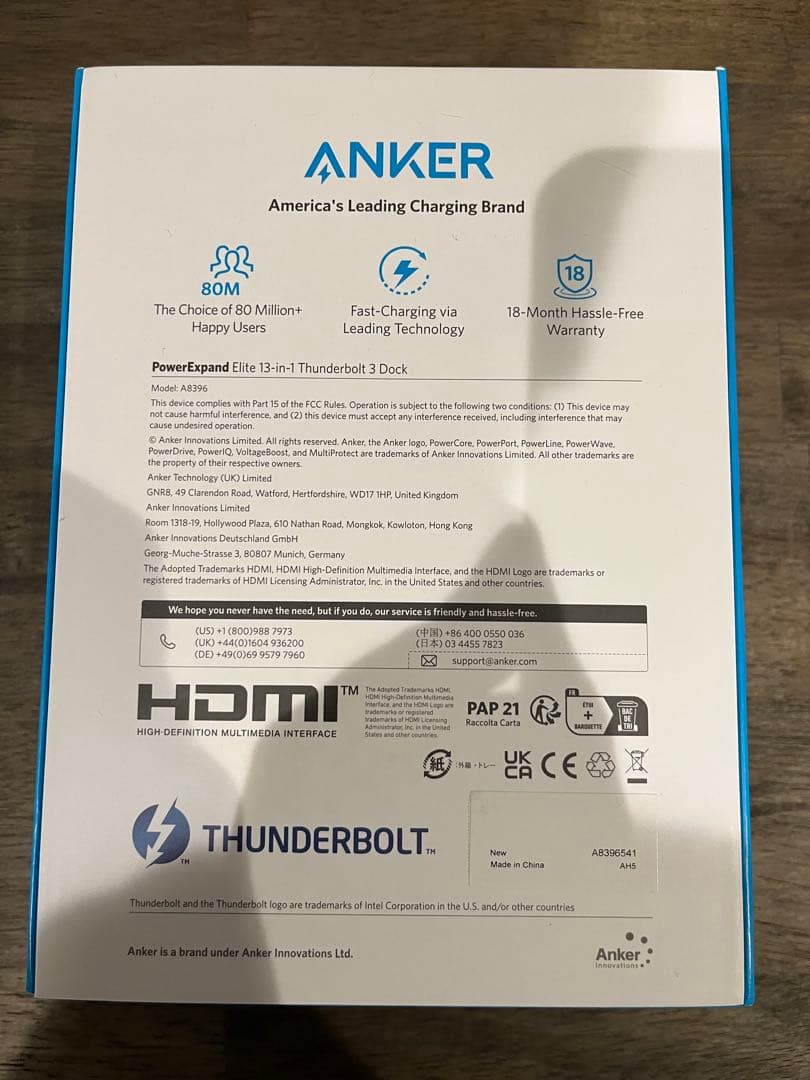 ANKER
America's Leading Charging Brand
80M
The Choice of 80 Million+
Happy Users
Fast-Charging via
Leading Technology
18
18-Month Hassle-Free
Warranty
PowerExpand Elite 13-in-1 Thunderbolt 3 Dock
Model: A8396
This device complies with Part 15 of the FCC Rules. Operation is subject to the following two conditions: (1) This device may
not cause harmful interference, and (2) this device must accept any interference received, including interference that may
cause undesired operation.
© Anker Innovations Limited. All rights reserved. Anker, the Anker logo, PowerCore, PowerPort, PowerLine, PowerWave,
PowerDrive, PowerIQ, VoltageBoost, and MultiProtect are trademarks of Anker Innovations Limited. All other trademarks are
the property of their respective owners.
Anker Technology (UK) Limited
GNR8, 49 Clarendon Road, Watford, Hertfordshire, WD17 1HP, United Kingdom
Anker Innovations Limited
Room 1318-19, Hollywood Plaza, 610 Nathan Road, Mongkok, Kowloton, Hong Kong
Anker Innovations Deutschland GmbH
Georg-Muche-Strasse 3, 80807 Munich, Germany
The Adopted Trademarks HDMI, HDMI High-Definition Multimedia Interface, and the HDMI Logo are trademarks or
registered trademarks of HDMI Licensing Administrator, Inc. in the United States and other countries.
We hope you never have the need, but if you do, our service is friendly and hassle-free.
(US) +1 (800)988 7973
(UK) +44(0)1604 936200
(DE) +49(0)69 9579 7960
(中国) +86 400 0550 036
(日本) 03 4455 7823
support@anker.com
HDMI™
HIGH-DEFINITION MULTIMEDIA INTERFACE
The Adopted Trademarks HDMI,
HDMI High-Definition Multimedia
Interface, and the HDMI Logo are
trademarks or registered
trademarks of HDMI Licensing
Administrator, Inc. in the United
States and other countries.
PAP 21
Raccolta Carta
FR
ÉTUI
+
BARQUETTE
BAC
DE
TRI
紙 :外箱・トレー
UK
CA
CE
THUNDERBOLT™
TM
New
Made in China
A8396541
AH5
Thunderbolt and the Thunderbolt logo are trademarks of Intel Corporation in the U.S. and/or other countries
Anker is a brand under Anker Innovations Ltd.
Anker
Innovations